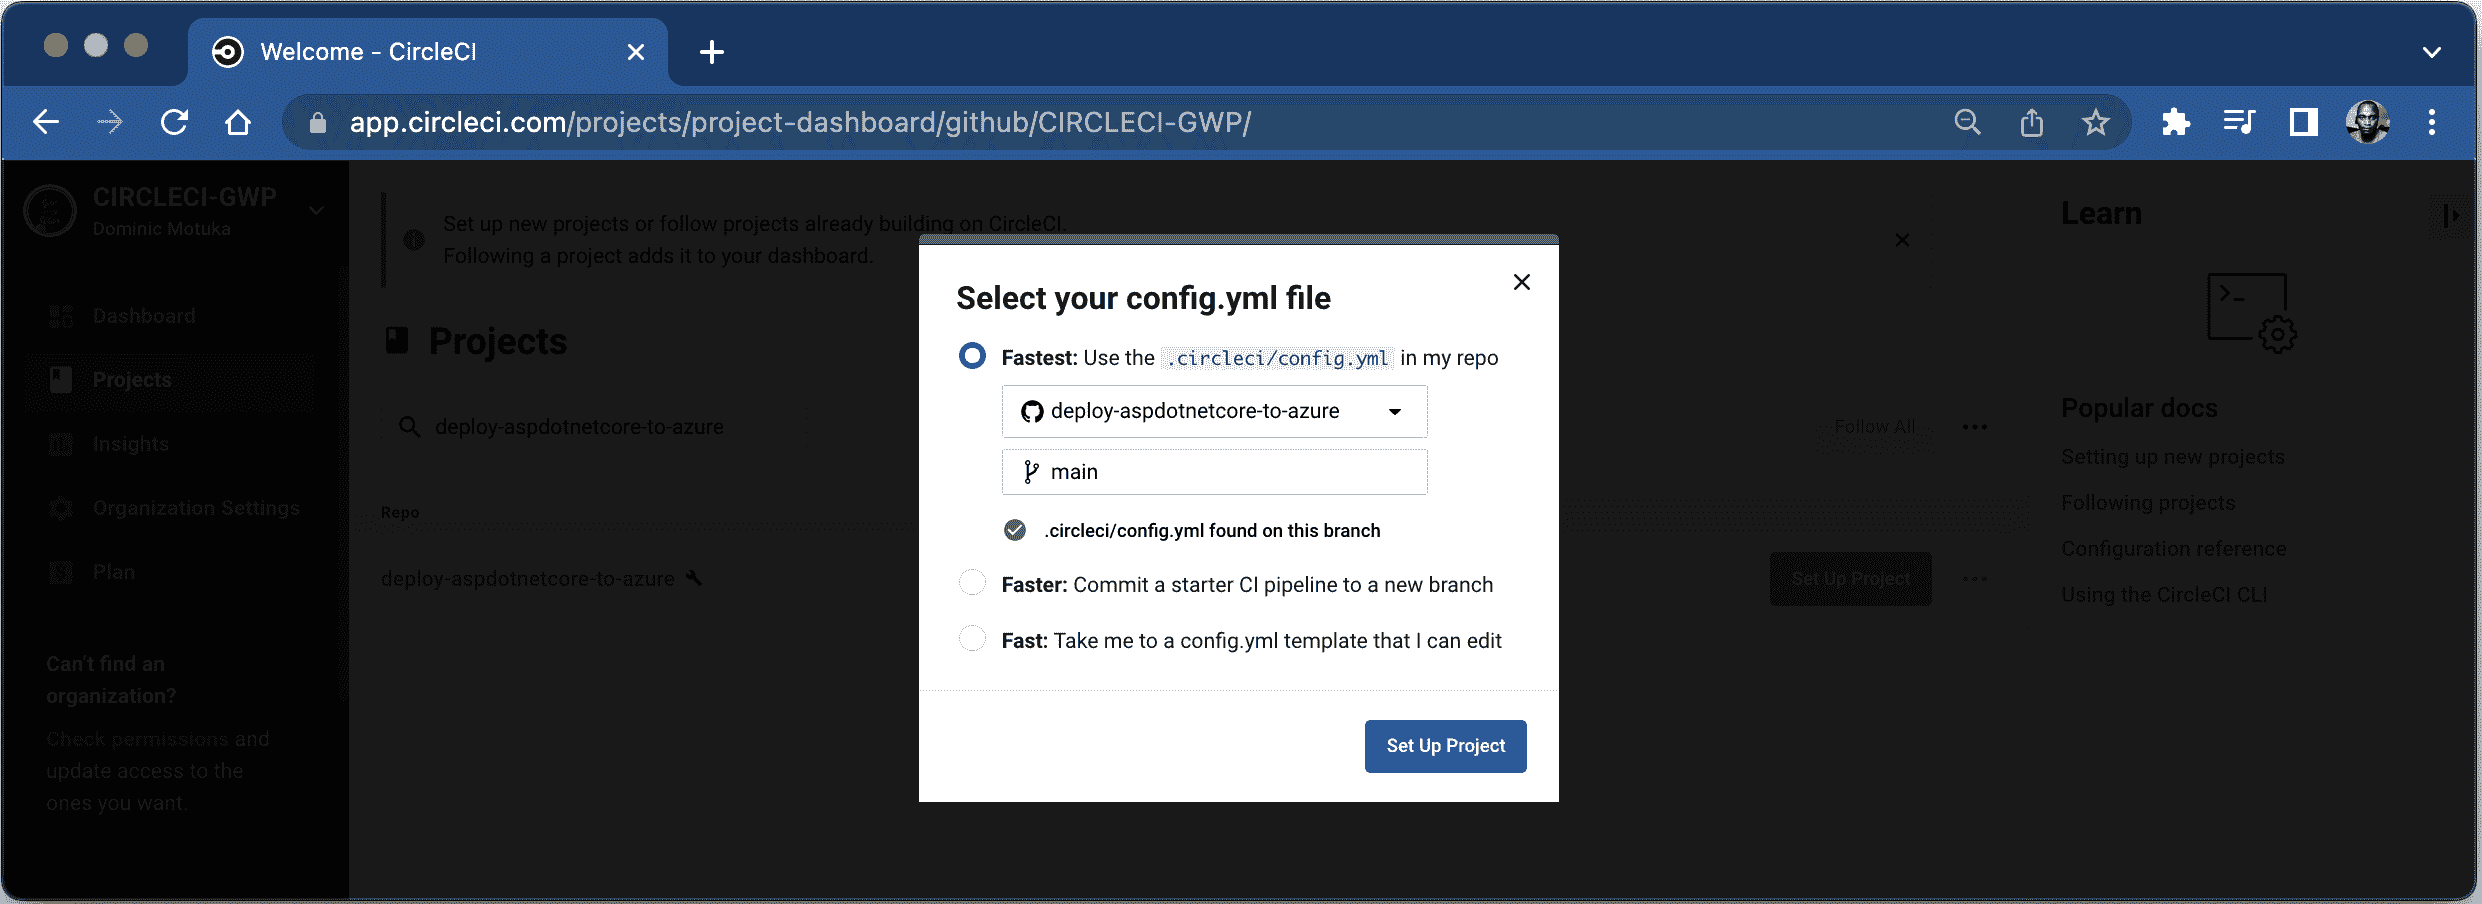 Welcome - CircleCI
app.circleci.com/projects/project-dashboard/github/CIRCLECI-GWP/
CIRCLECI-GWP
Dominic Motuka
Dashboard
Projects
Insights
Organization Settings
Plan
Can't find an
organization?
Check permissions and
update access to the
ones you want.
Set up new projects or follow projects already building on CircleCI.
Following a project adds it to your dashboard.
Projects
deploy-aspdotnetcore-to-azure
Follow All
Repo
deploy-aspdotnetcore-to-azure
Set Up Project
Select your config.yml file
Fastest: Use the .circleci/config.yml in my repo
deploy-aspdotnetcore-to-azure
main
.circleci/config.yml found on this branch
Faster: Commit a starter CI pipeline to a new branch
Fast: Take me to a config.yml template that I can edit
Set Up Project
Learn
Popular docs
Setting up new projects
Following projects
Configuration reference
Using the CircleCI CLI